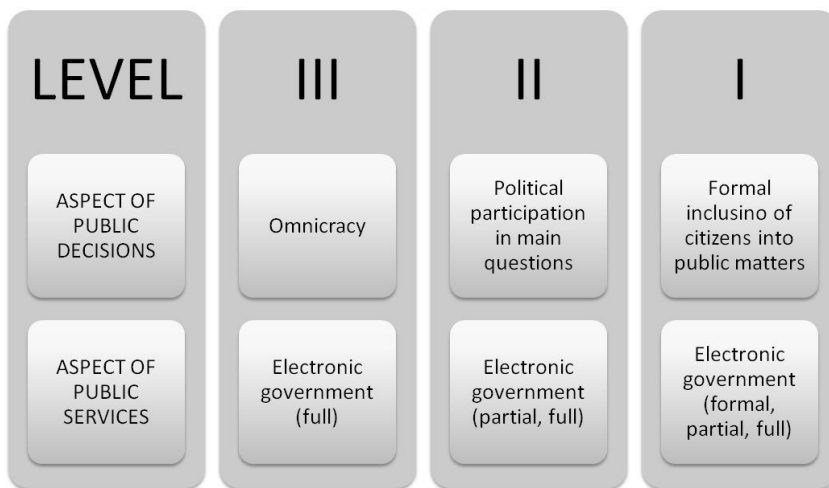 LEVEL
III
II
I
ASPECT OF
PUBLIC
DECISIONS
Omnicracy
Political
participation
in main
questions
Formal
inclusino of
citizens into
public matters
ASPECT OF
PUBLIC
SERVICES
Electronic
government
(full)
Electronic
government
(partial, full)
Electronic
government
(formal,
partial, full)